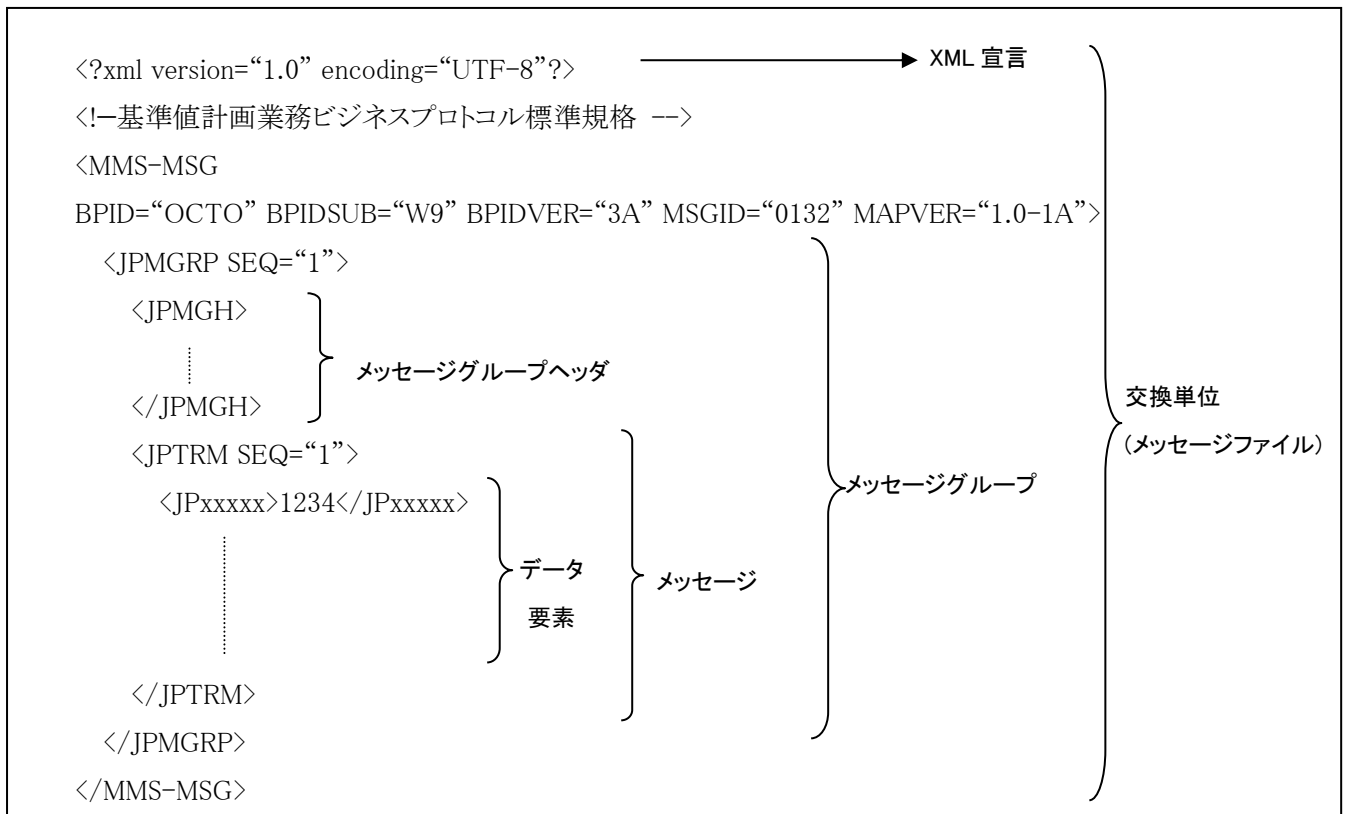 <?xml version=“1.0” encoding=“UTF-8”?> XML 宣言
<!—基準値計画業務ビジネスプロトコル標準規格 -->
<MMS-MSG
BPID=“OCTO” BPIDSUB=“W9” BPIDVER=“3A” MSGID=“0132” MAPVER=“1.0-1A”>
<JPMGRP SEQ=“1”>
<JPMGH>
メッセージグループヘッダ
</JPMGH>
交換単位
(メッセージファイル)
<JPTRM SEQ=“1”>
<JPxxxxx>1234</JPxxxxx>
メッセージグループ
データ
要素
メッセージ
</JPTRM>
</JPMGRP>
</MMS-MSG>